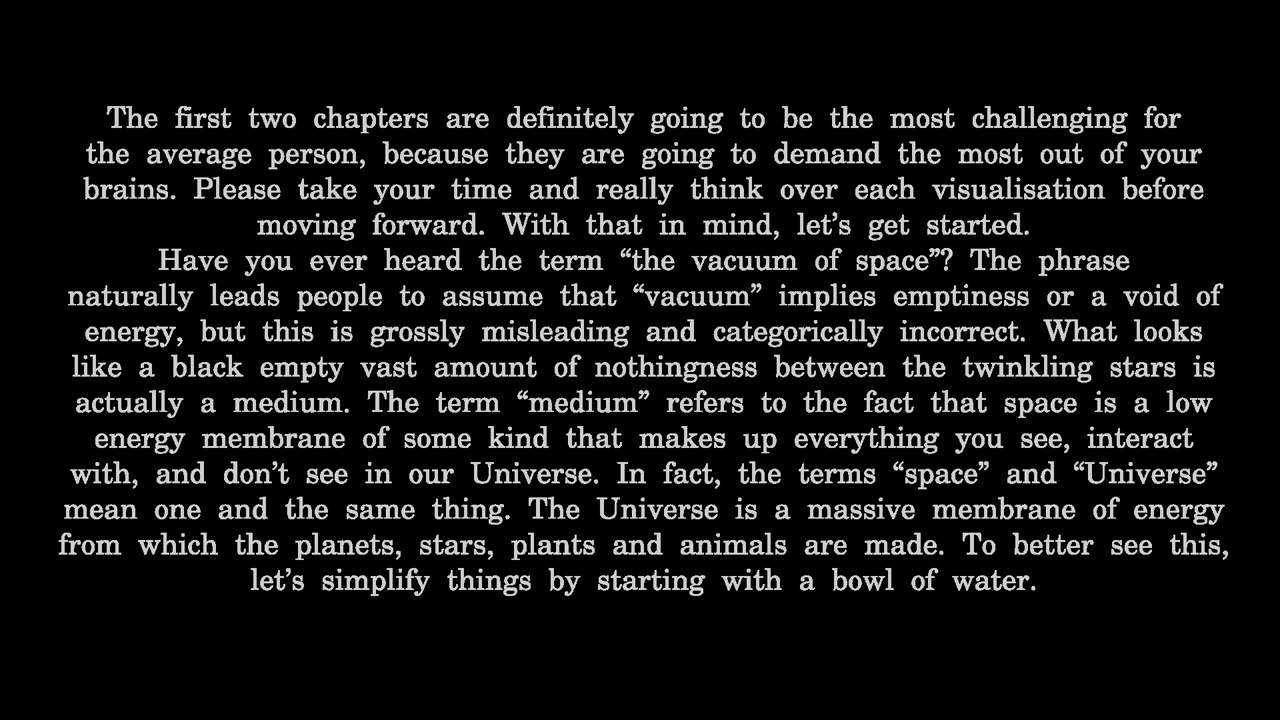 The first two chapters are definitely going to be the most challenging for
the average person, because they are going to demand the most out of your
brains. Please take your time and really think over each visualisation before
moving forward. With that in mind, let’s get started.
Have you ever heard the term “the vacuum of space”? The phrase
naturally leads people to assume that “vacuum” implies emptiness or a void of
energy, but this is grossly misleading and categorically incorrect. What looks
like a black empty vast amount of nothingness between the twinkling stars is
actually a medium. The term “medium” refers to the fact that space is a low
energy membrane of some kind that makes up everything you see, interact
with, and don’t see in our Universe. In fact, the terms “space” and “Universe”
mean one and the same thing. The Universe is a massive membrane of energy
from which the planets, stars, plants and animals are made. To better see this,
let’s simplify things by starting with a bowl of water.